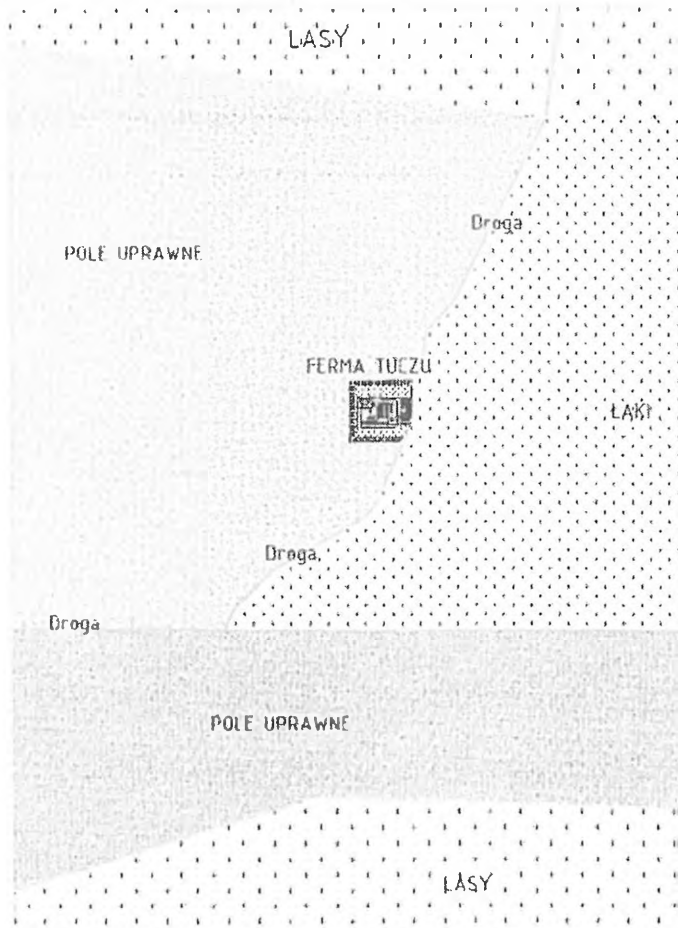 LASY
Droga
POLE UPRAWNE
FERMA TUCZU
ŁĄKI
Droga
Droga
POLE UPRAWNE
LASY